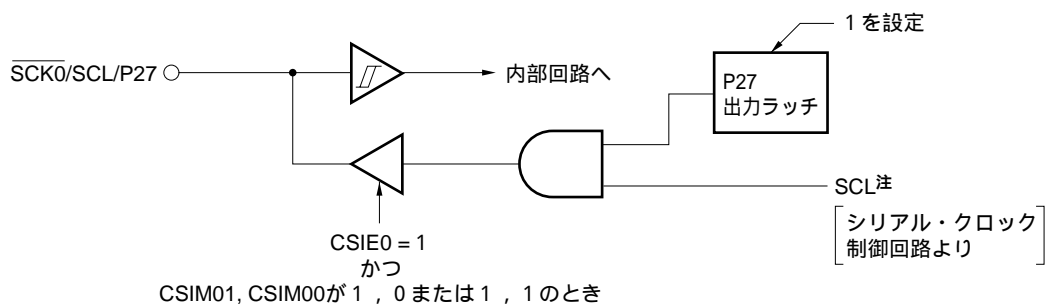 1を設定
S̅C̅K̅0̅/SCL/P27
内部回路へ
P27
出力ラッチ
SCL注
シリアル・クロック
制御回路より
CSIE0 = 1
かつ
CSIM01, CSIM00が1，0または1，1のとき